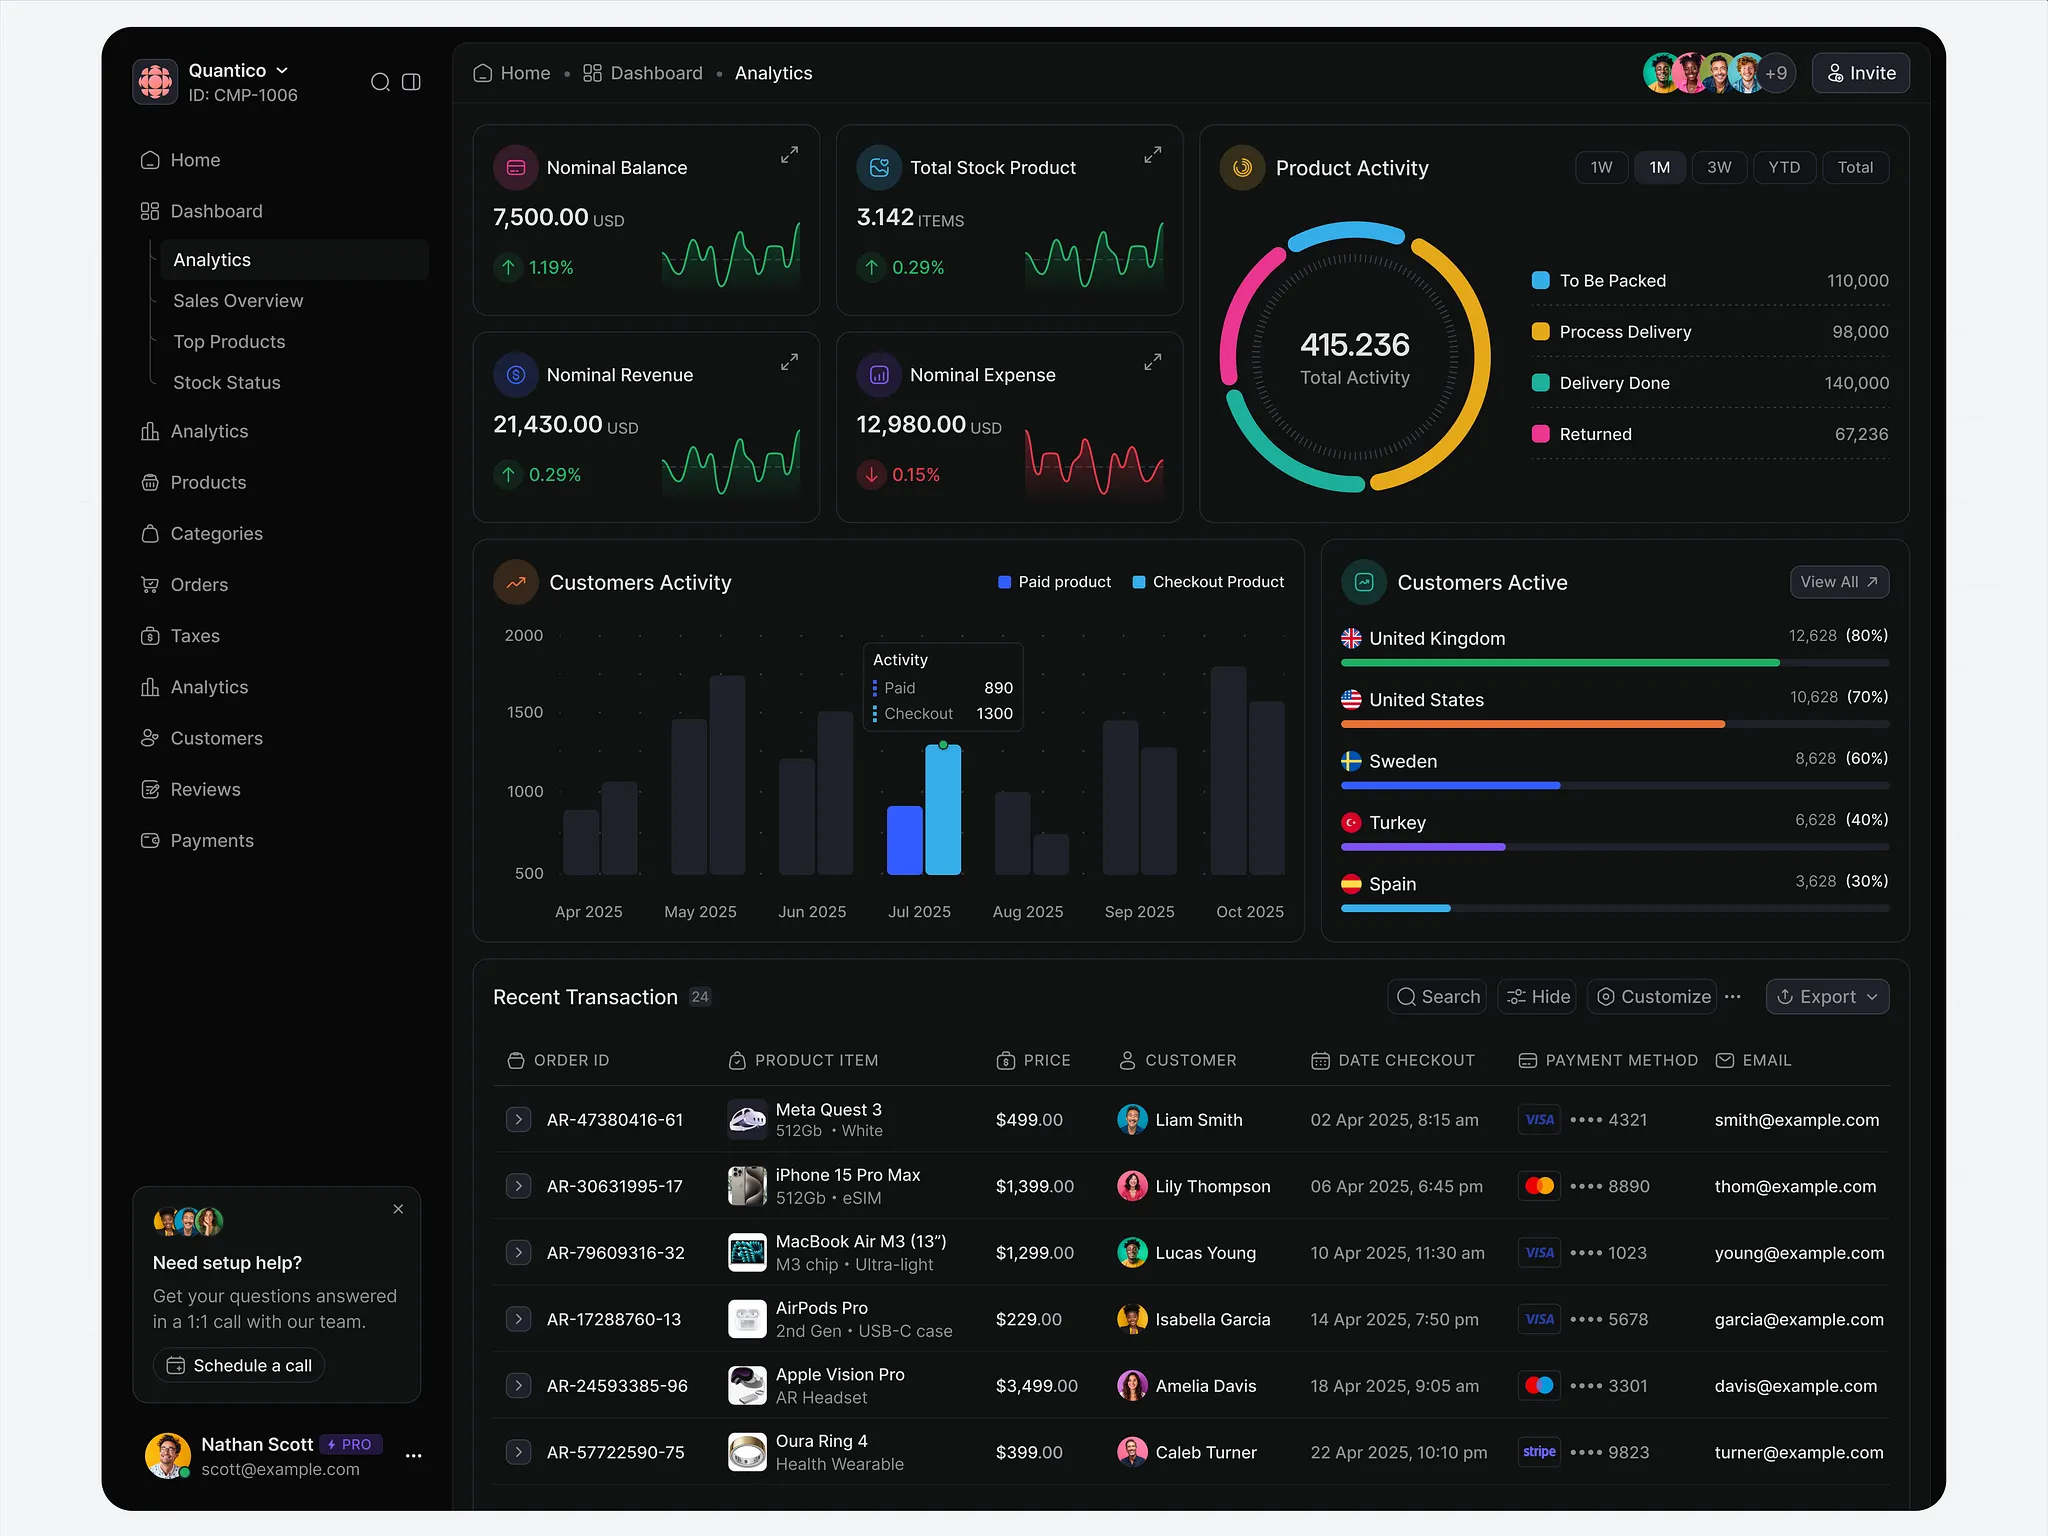 Quantico
ID: CMP-1006
Home
Dashboard
Analytics
Sales Overview
Top Products
Stock Status
Analytics
Products
Categories
Orders
Taxes
Analytics
Customers
Reviews
Payments
Need setup help?
Get your questions answered
in a 1:1 call with our team.
Schedule a call
Nathan Scott PRO
scott@example.com
Home • Dashboard • Analytics
+9
Invite
Nominal Balance
7,500.00 USD
1.19%
Total Stock Product
3.142 ITEMS
0.29%
Nominal Revenue
21,430.00 USD
0.29%
Nominal Expense
12,980.00 USD
0.15%
Product Activity
1W 1M 3W YTD Total
415.236
Total Activity
To Be Packed 110,000
Process Delivery 98,000
Delivery Done 140,000
Returned 67,236
Customers Activity
Paid product Checkout Product
2000
1500
1000
500
Activity
Paid 890
Checkout 1300
Apr 2025 May 2025 Jun 2025 Jul 2025 Aug 2025 Sep 2025 Oct 2025
Customers Active
View All
United Kingdom 12,628 (80%)
United States 10,628 (70%)
Sweden 8,628 (60%)
Turkey 6,628 (40%)
Spain 3,628 (30%)
Recent Transaction 24
Search Hide Customize Export
ORDER ID PRODUCT ITEM PRICE CUSTOMER DATE CHECKOUT PAYMENT METHOD EMAIL
AR-47380416-61 Meta Quest 3 $499.00 Liam Smith 02 Apr 2025, 8:15 am VISA •••• 4321 smith@example.com
512Gb • White
AR-30631995-17 iPhone 15 Pro Max $1,399.00 Lily Thompson 06 Apr 2025, 6:45 pm •••• 8890 thom@example.com
512Gb • eSIM
AR-79609316-32 MacBook Air M3 (13”) $1,299.00 Lucas Young 10 Apr 2025, 11:30 am VISA •••• 1023 young@example.com
M3 chip • Ultra-light
AR-17288760-13 AirPods Pro $229.00 Isabella Garcia 14 Apr 2025, 7:50 pm VISA •••• 5678 garcia@example.com
2nd Gen • USB-C case
AR-24593385-96 Apple Vision Pro $3,499.00 Amelia Davis 18 Apr 2025, 9:05 am •••• 3301 davis@example.com
AR Headset
AR-57722590-75 Oura Ring 4 $399.00 Caleb Turner 22 Apr 2025, 10:10 pm stripe •••• 9823 turner@example.com
Health Wearable